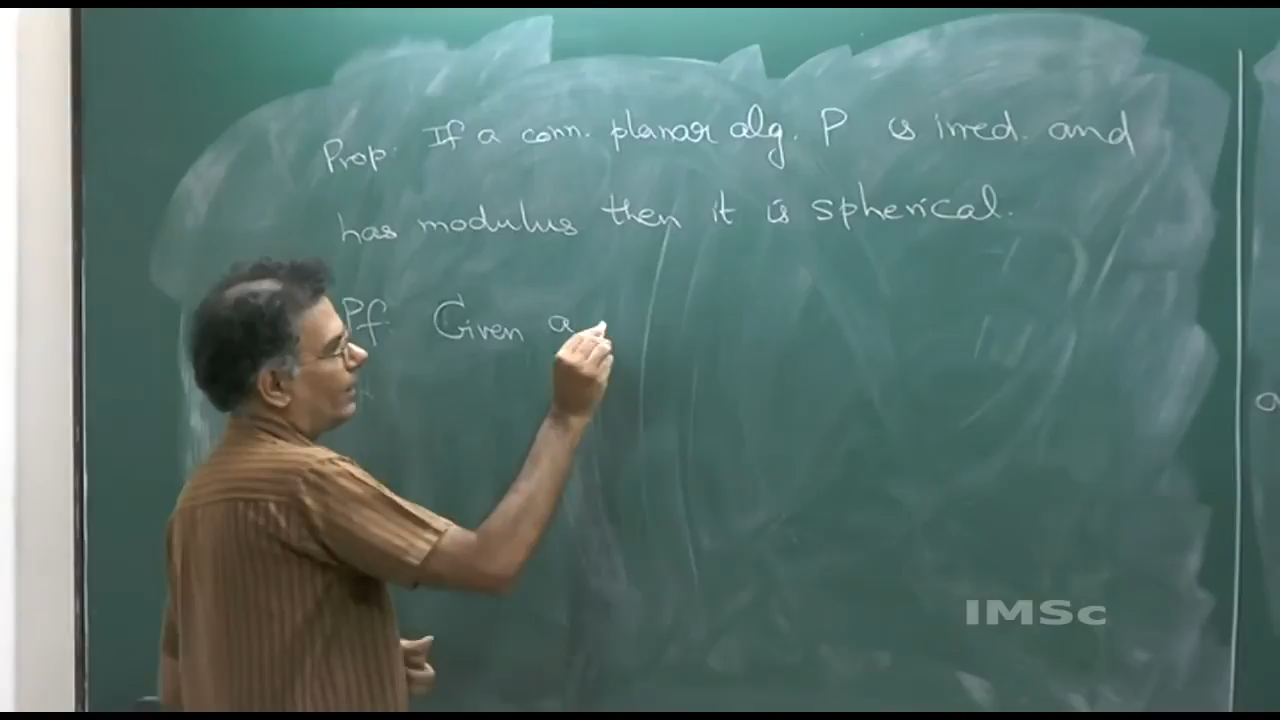 Prop. If a conn. planar alg. P is irred. and
has modulus then it is spherical.
Pf. Given a
a
IMSc